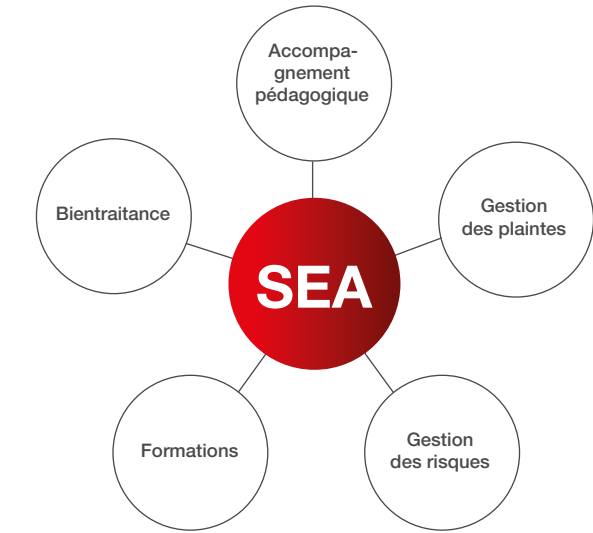 Accompa-
gnement
pédagogique
Bientraitance
Gestion
des plaintes
SEA
Formations
Gestion
des risques